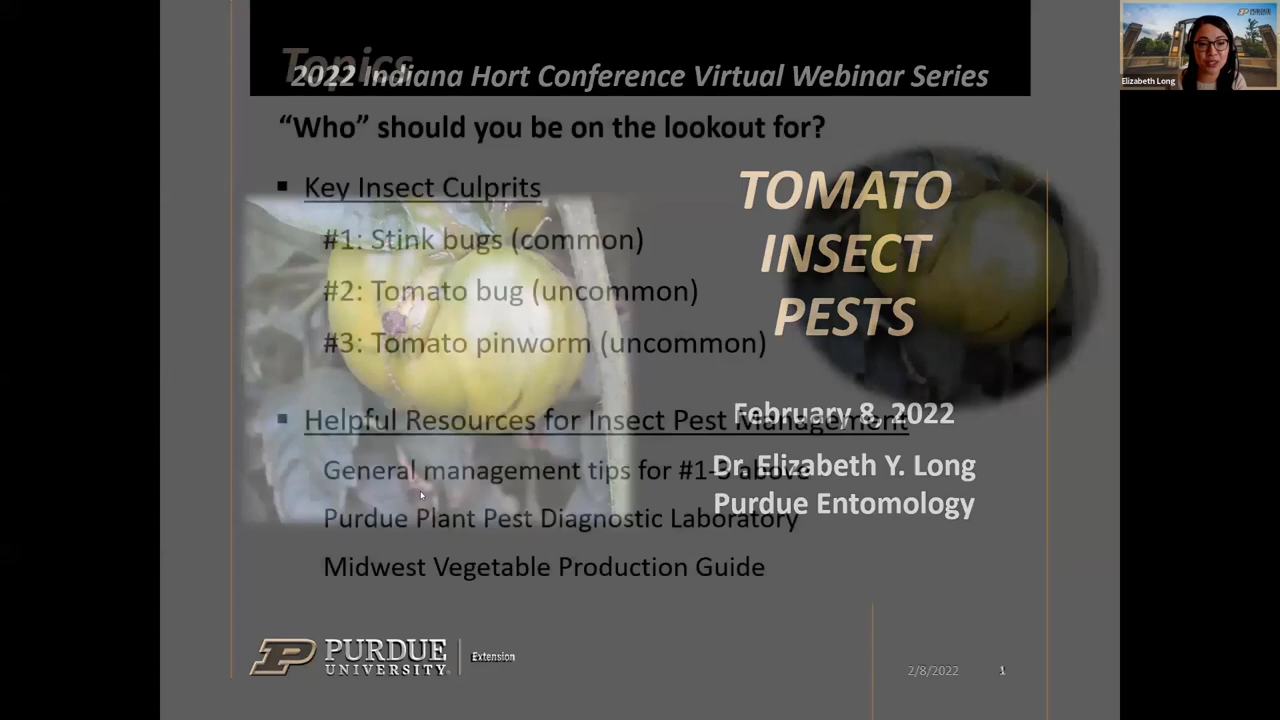 Topics
2022 Indiana Hort Conference Virtual Webinar Series
“Who” should you be on the lookout for?
▪ Key Insect Culprits
#1: Stink bugs (common)
#2: Tomato bug (uncommon)
#3: Tomato pinworm (uncommon)
TOMATO
INSECT
PESTS
▪ Helpful Resources for Insect Pest Management
General management tips for #1-3 above
Purdue Plant Pest Diagnostic Laboratory
Midwest Vegetable Production Guide
February 8, 2022
Dr. Elizabeth Y. Long
Purdue Entomology
PURDUE
UNIVERSITY
Extension
2/8/2022
1
PURDUE
Elizabeth Long